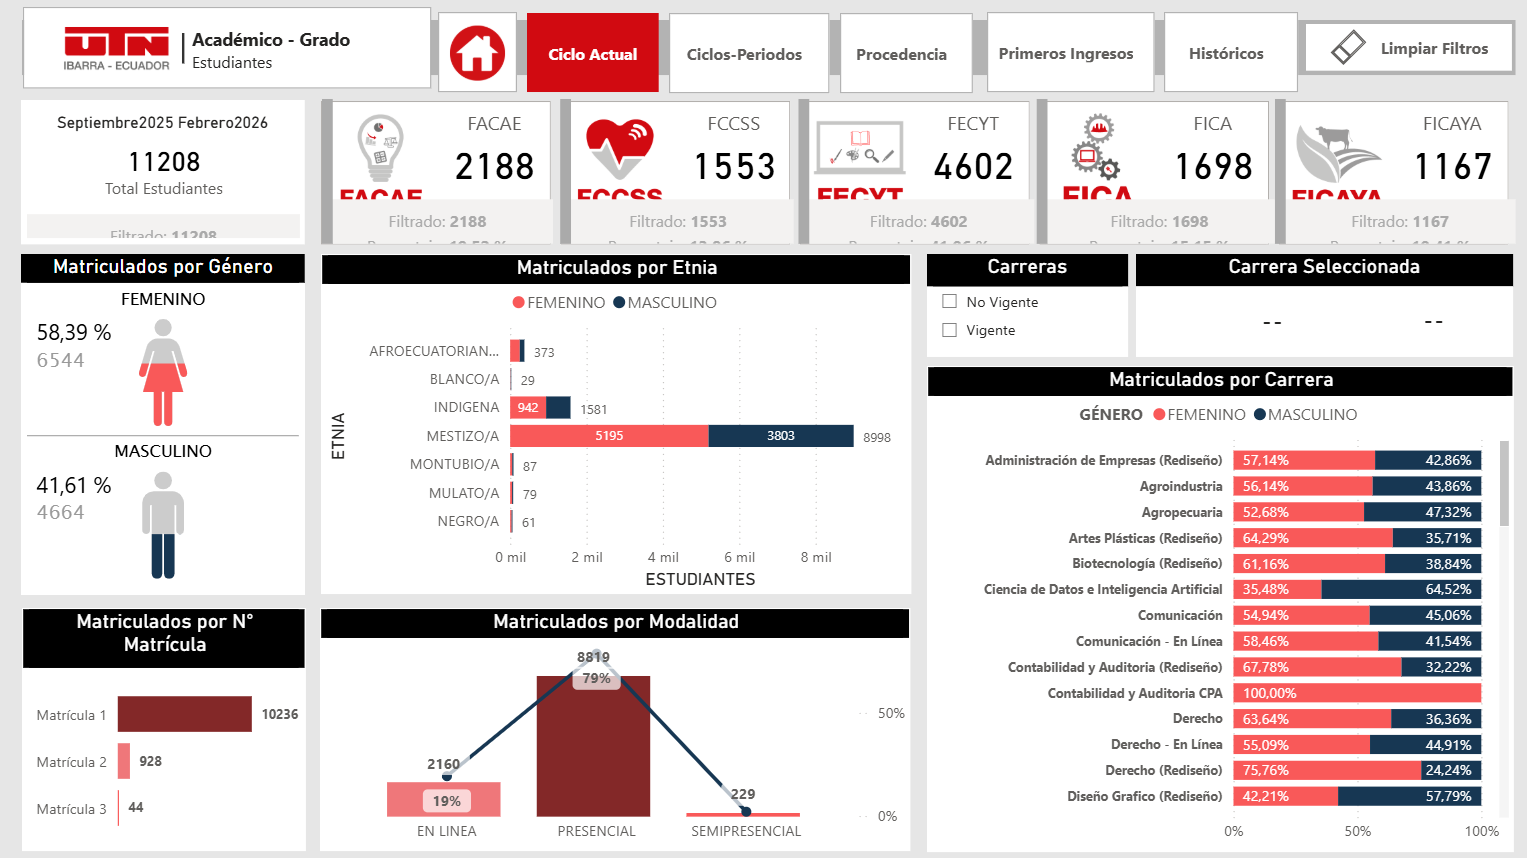 UTN
IBARRA - ECUADOR
Académico - Grado
Estudiantes
Ciclo Actual
Ciclos-Periodos
Procedencia
Primeros Ingresos
Históricos
Limpiar Filtros
Septiembre2025 Febrero2026
11208
Total Estudiantes
Filtrado: 11208
FACAE
2188
FACAE
Filtrado: 2188
FCCSS
1553
FCCSS
Filtrado: 1553
FECYT
4602
FECYT
Filtrado: 4602
FICA
1698
FICA
Filtrado: 1698
FICAYA
1167
FICAYA
Filtrado: 1167
Matriculados por Género
FEMENINO
58,39 %
6544
MASCULINO
41,61 %
4664
Matriculados por Etnia
FEMENINO MASCULINO
ETNIA
AFROECUATORIAN... 373
BLANCO/A 29
INDIGENA 942 1581
MESTIZO/A 5195 3803 8998
MONTUBIO/A 87
MULATO/A 79
NEGRO/A 61
0 mil 2 mil 4 mil 6 mil 8 mil
ESTUDIANTES
Carreras
No Vigente
Vigente
Carrera Seleccionada
-- --
Matriculados por Carrera
GÉNERO FEMENINO MASCULINO
Administración de Empresas (Rediseño) 57,14% 42,86%
Agroindustria 56,14% 43,86%
Agropecuaria 52,68% 47,32%
Artes Plásticas (Rediseño) 64,29% 35,71%
Biotecnología (Rediseño) 61,16% 38,84%
Ciencia de Datos e Inteligencia Artificial 35,48% 64,52%
Comunicación 54,94% 45,06%
Comunicación - En Línea 58,46% 41,54%
Contabilidad y Auditoria (Rediseño) 67,78% 32,22%
Contabilidad y Auditoria CPA 100,00%
Derecho 63,64% 36,36%
Derecho - En Línea 55,09% 44,91%
Derecho (Rediseño) 75,76% 24,24%
Diseño Grafico (Rediseño) 42,21% 57,79%
0% 50% 100%
Matriculados por N°
Matrícula
Matrícula 1 10236
Matrícula 2 928
Matrícula 3 44
Matriculados por Modalidad
8819
79%
50%
2160
19%
229
0%
EN LINEA PRESENCIAL SEMIPRESENCIAL